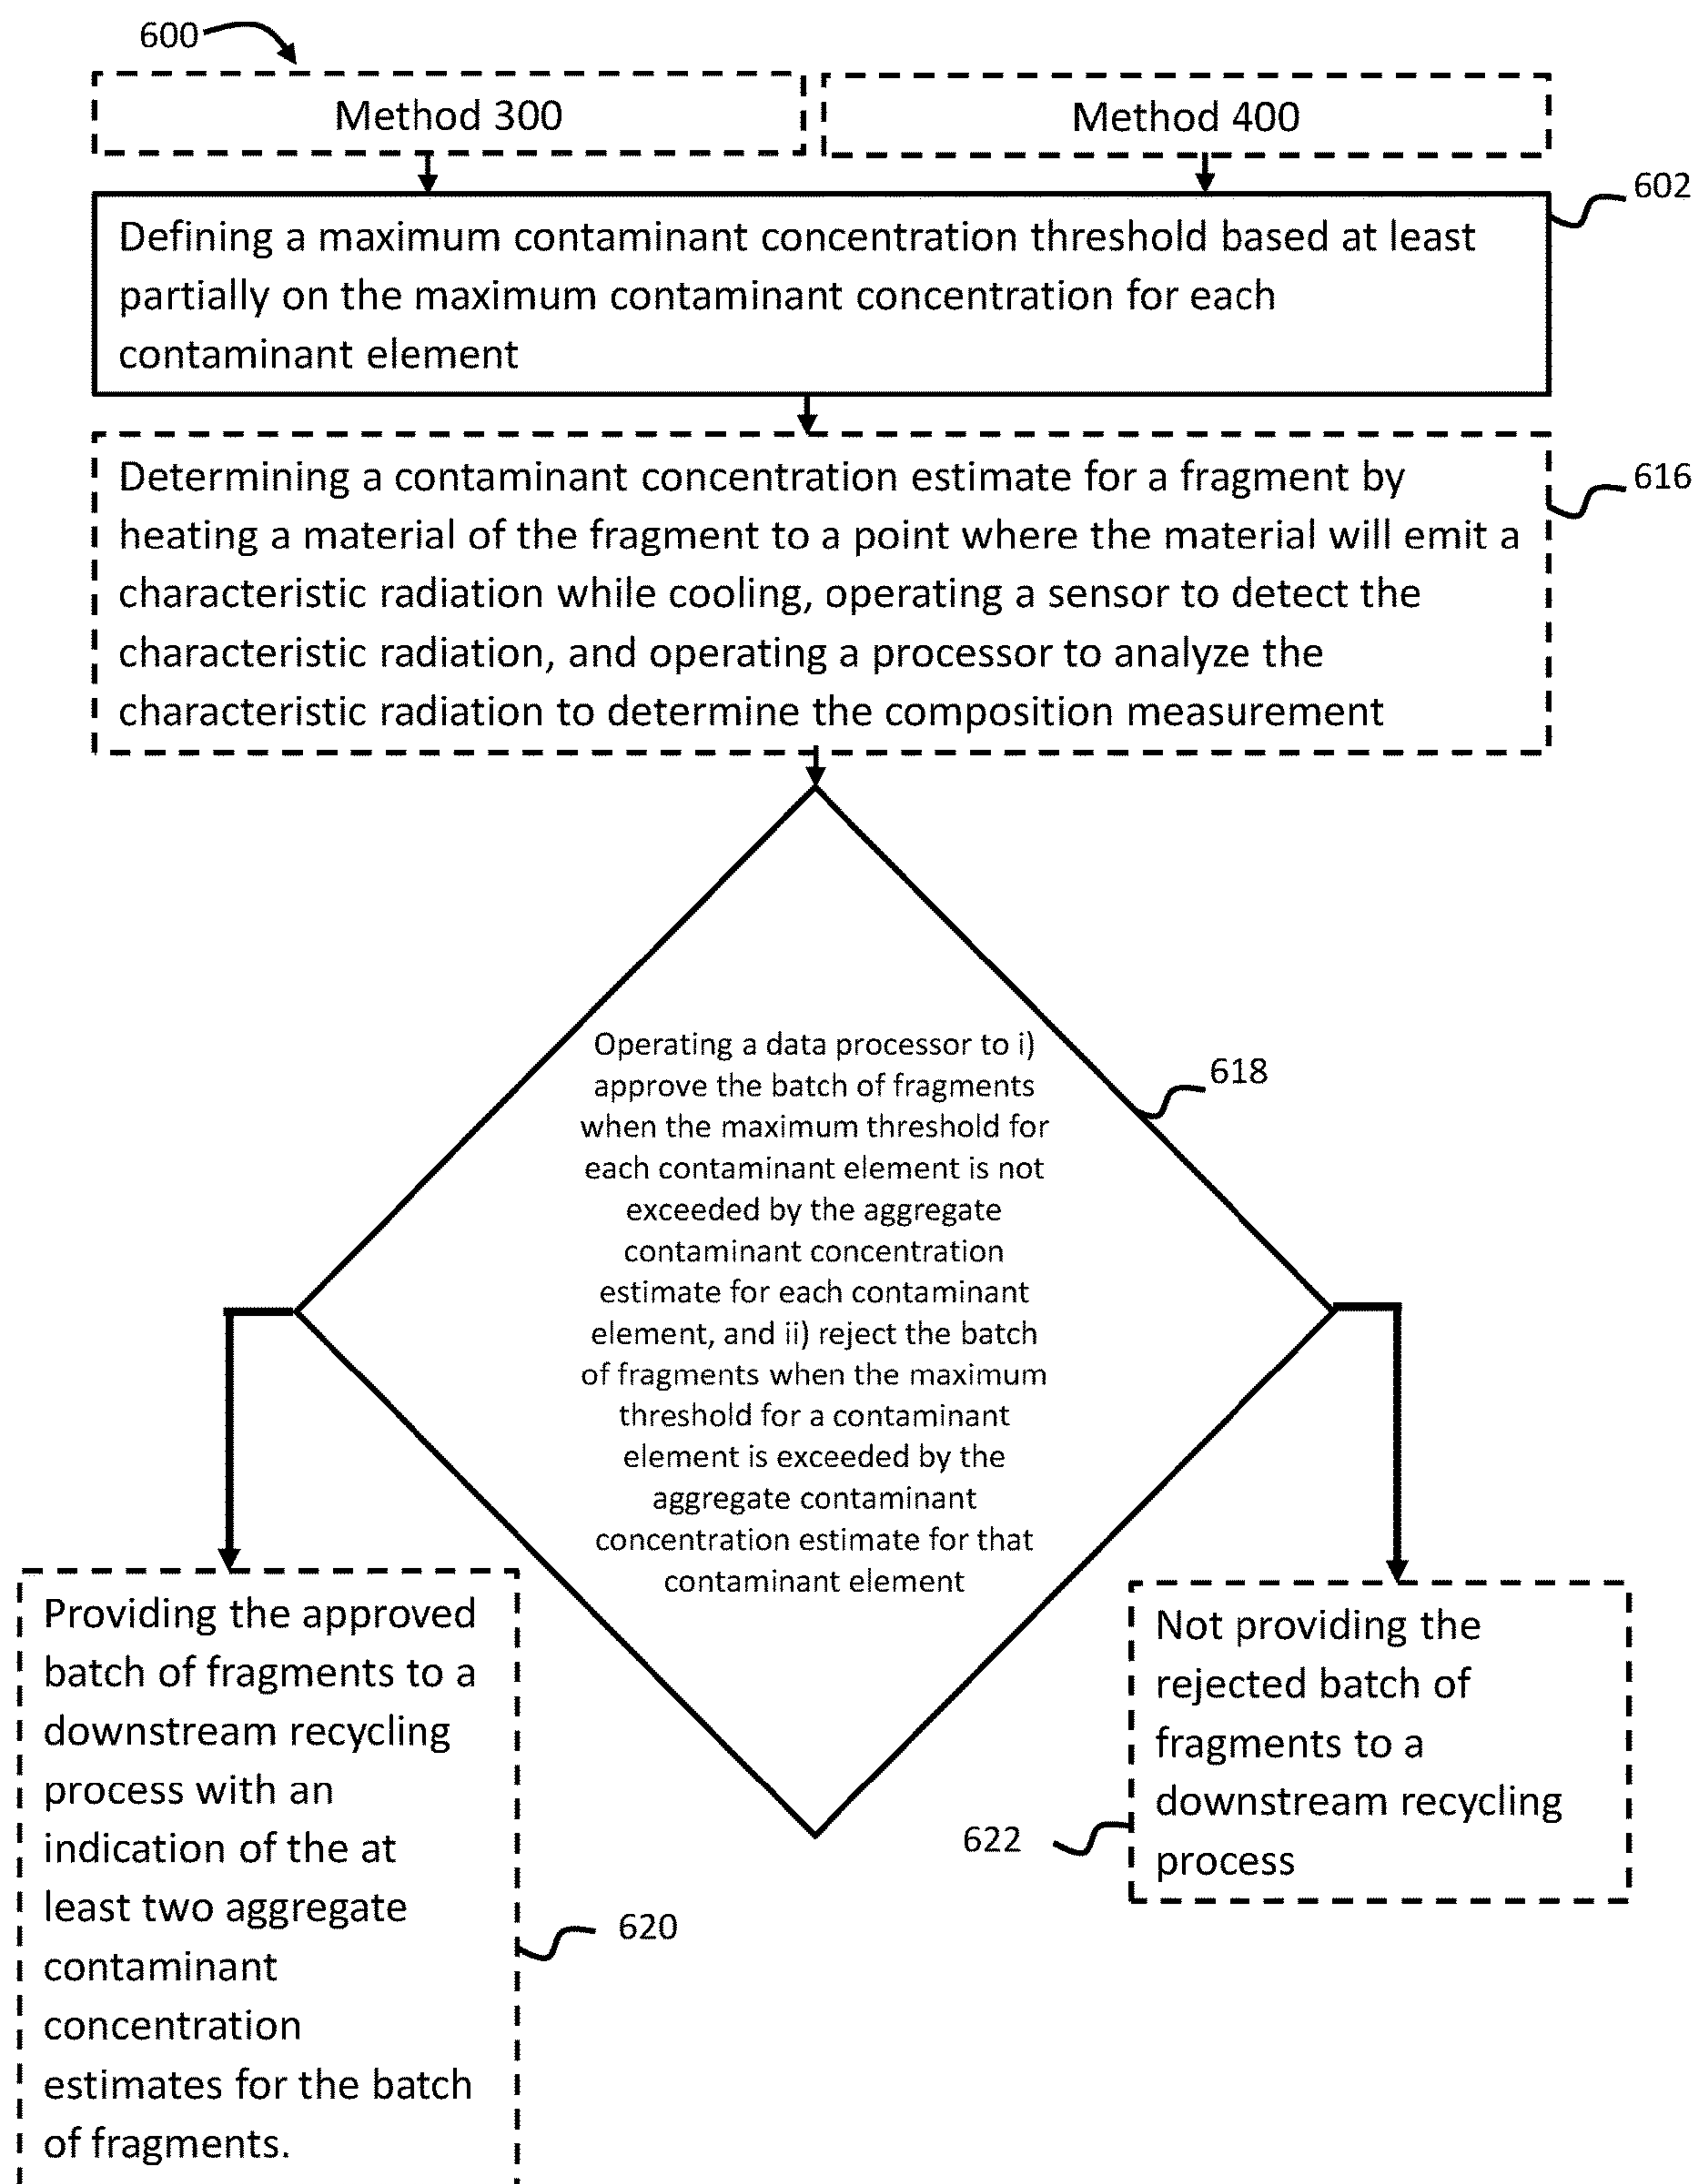 600
Method 300
Method 400
602
Defining a maximum contaminant concentration threshold based at least
partially on the maximum contaminant concentration for each
contaminant element
616
Determining a contaminant concentration estimate for a fragment by
heating a material of the fragment to a point where the material will emit a
characteristic radiation while cooling, operating a sensor to detect the
characteristic radiation, and operating a processor to analyze the
characteristic radiation to determine the composition measurement
618
Operating a data processor to i)
approve the batch of fragments
when the maximum threshold for
each contaminant element is not
exceeded by the aggregate
contaminant concentration
estimate for each contaminant
element, and ii) reject the batch
of fragments when the maximum
threshold for a contaminant
element is exceeded by the
aggregate contaminant
concentration estimate for that
contaminant element
Providing the approved
batch of fragments to a
downstream recycling
process with an
indication of the at
least two aggregate
contaminant
concentration
estimates for the batch
of fragments.
620
Not providing the
rejected batch of
fragments to a
downstream recycling
process
622